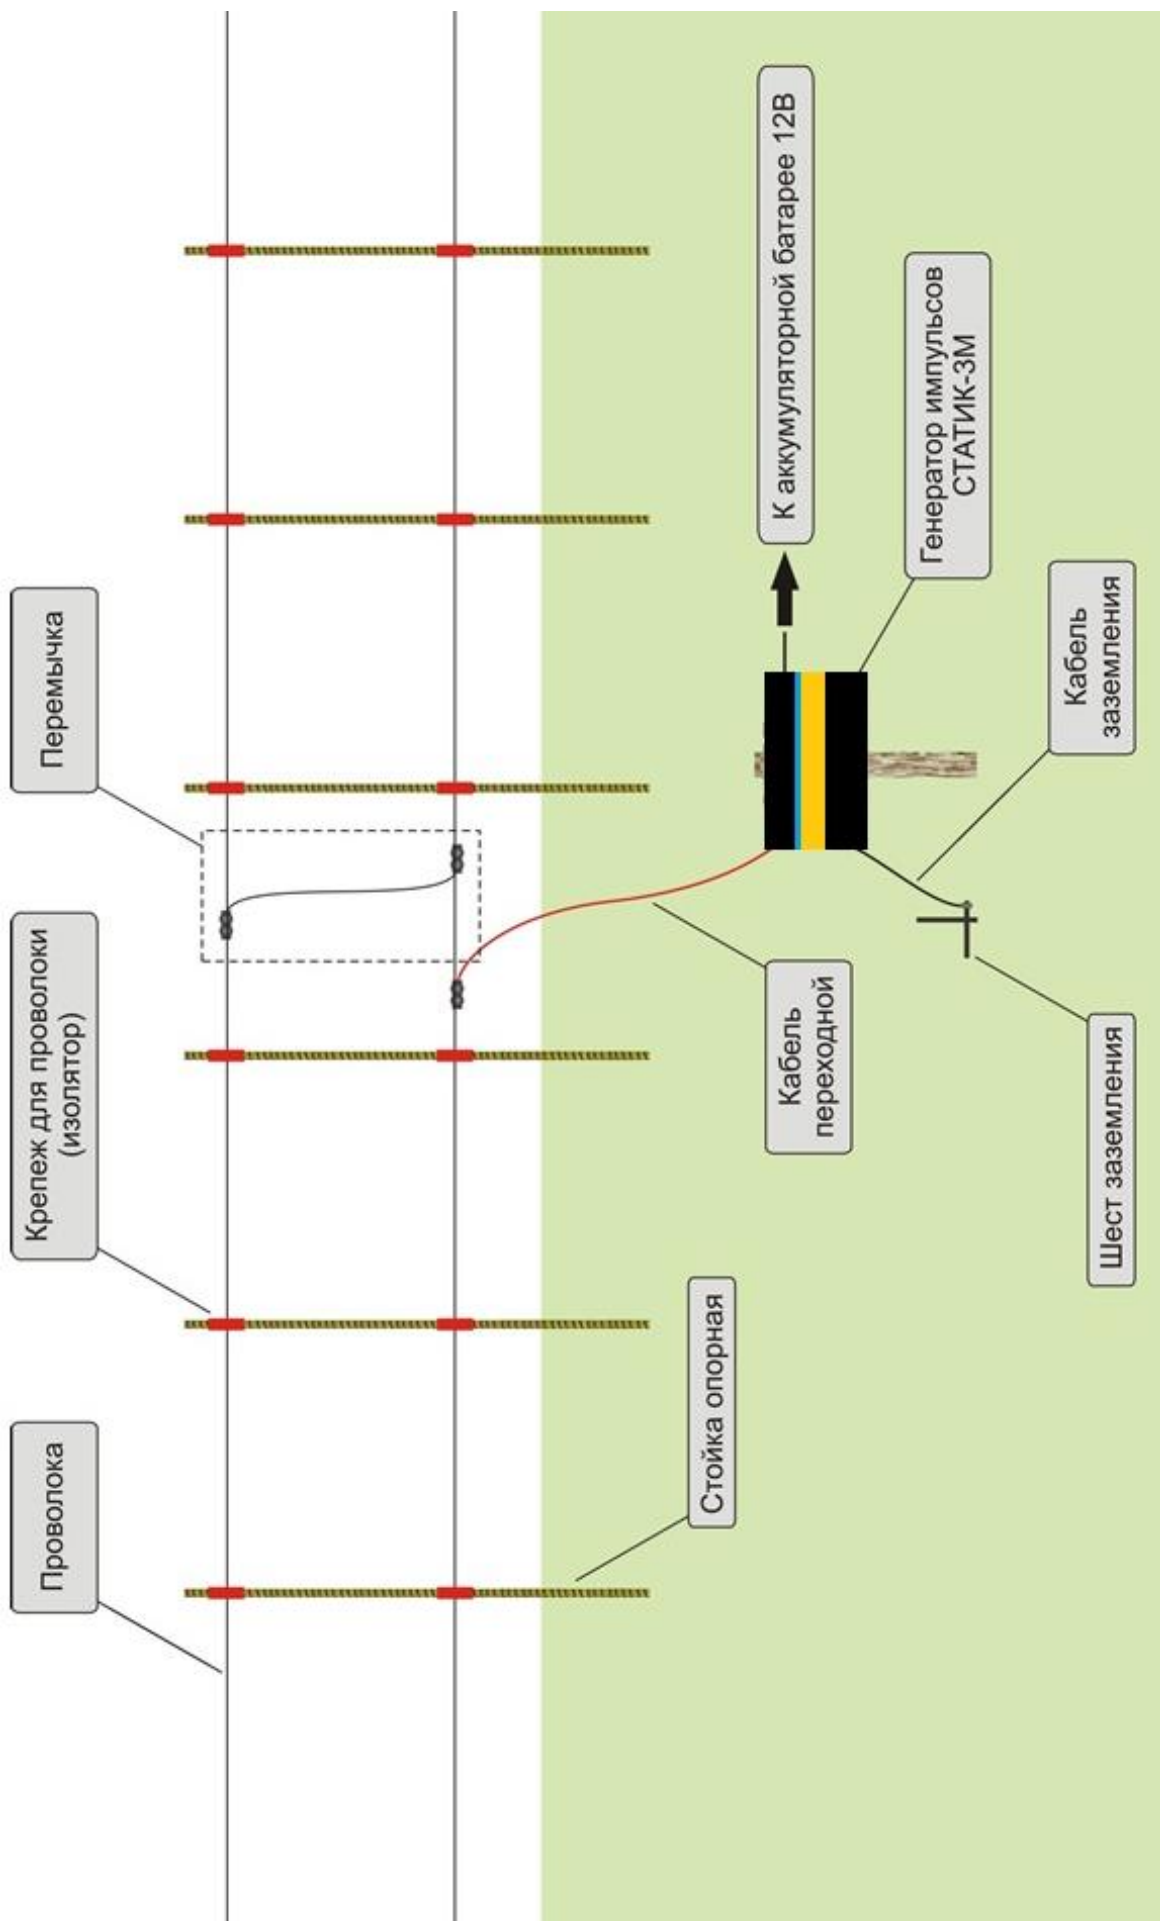 Проволока
Крепеж для проволоки
(изолятор)
Перемычка
Стойка опорная
Кабель
переходной
К аккумуляторной батарее 12В
Генератор импульсов
СТАТИК-3М
Шест заземления
Кабель
заземления